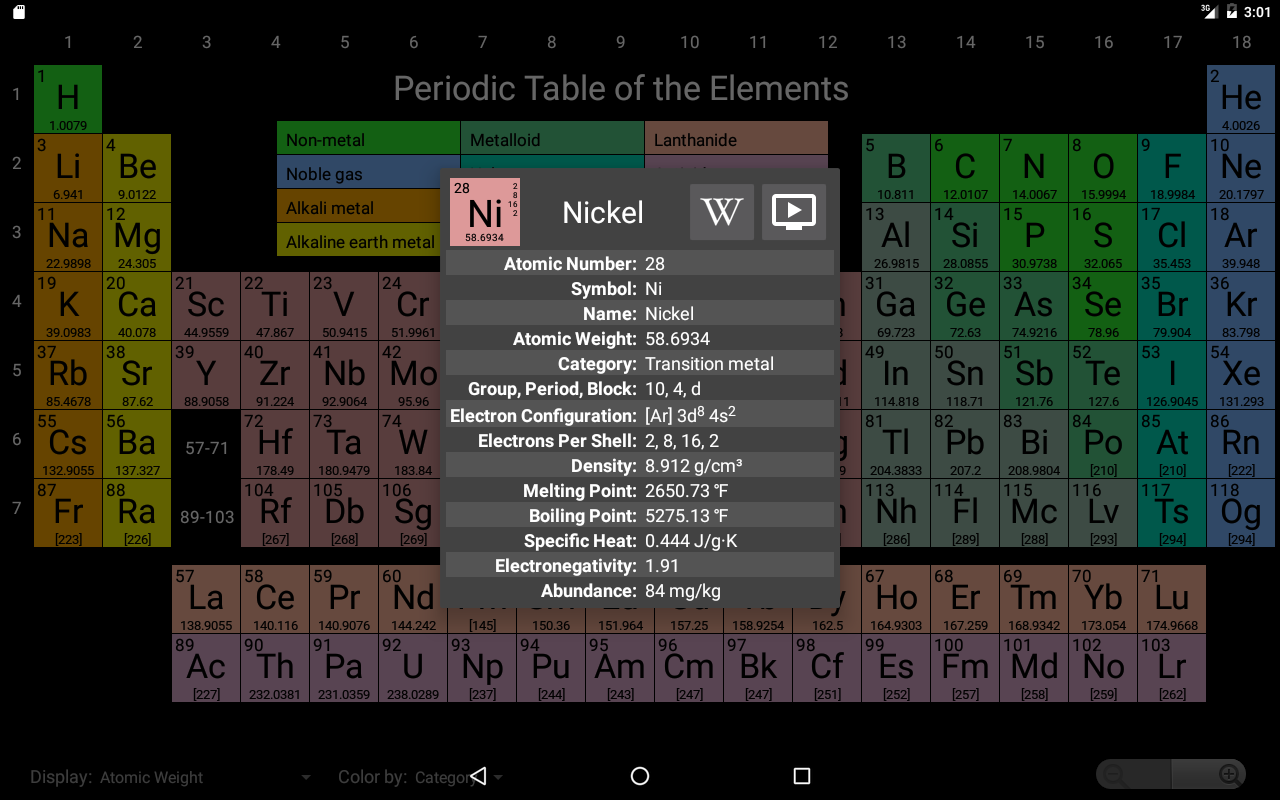 3G 3:01
1 2 3 4 5 6 7 8 9 10 11 12 13 14 15 16 17 18
Periodic Table of the Elements
1
1 H 1.0079
2 He 4.0026
Non-metal Metalloid Lanthanide
Noble gas
Alkali metal
Alkaline earth metal
2
3 Li 6.941
4 Be 9.0122
5 B 10.811
6 C 12.0107
7 N 14.0067
8 O 15.9994
9 F 18.9984
10 Ne 20.1797
3
11 Na 22.9898
12 Mg 24.305
13 Al 26.9815
14 Si 28.0855
15 P 30.9738
16 S 32.065
17 Cl 35.453
18 Ar 39.948
4
19 K 39.0983
20 Ca 40.078
21 Sc 44.9559
22 Ti 47.867
23 V 50.9415
24 Cr 51.9961
31 Ga 69.723
32 Ge 72.63
33 As 74.9216
34 Se 78.96
35 Br 79.904
36 Kr 83.798
5
37 Rb 85.4678
38 Sr 87.62
39 Y 88.9058
40 Zr 91.224
41 Nb 92.9064
42 Mo 95.96
49 In 114.818
50 Sn 118.71
51 Sb 121.76
52 Te 127.6
53 I 126.9045
54 Xe 131.293
6
55 Cs 132.9055
56 Ba 137.327
57-71
72 Hf 178.49
73 Ta 180.9479
74 W 183.84
81 Tl 204.3833
82 Pb 207.2
83 Bi 208.9804
84 Po [210]
85 At [210]
86 Rn [222]
7
87 Fr [223]
88 Ra [226]
89-103
104 Rf [267]
105 Db [268]
106 Sg [269]
113 Nh [286]
114 Fl [289]
115 Mc [288]
116 Lv [293]
117 Ts [294]
118 Og [294]
28 Ni 58.6934
2
8
16
2
Nickel W
Atomic Number: 28
Symbol: Ni
Name: Nickel
Atomic Weight: 58.6934
Category: Transition metal
Group, Period, Block: 10, 4, d
Electron Configuration: [Ar] 3d⁸ 4s²
Electrons Per Shell: 2, 8, 16, 2
Density: 8.912 g/cm³
Melting Point: 2650.73 °F
Boiling Point: 5275.13 °F
Specific Heat: 0.444 J/g·K
Electronegativity: 1.91
Abundance: 84 mg/kg
57 La 138.9055
58 Ce 140.116
59 Pr 140.9076
60 Nd 144.242
[145]
150.36
151.964
157.25
158.9254
162.5
67 Ho 164.9303
68 Er 167.259
69 Tm 168.9342
70 Yb 173.054
71 Lu 174.9668
89 Ac [227]
90 Th 232.0381
91 Pa 231.0359
92 U 238.0289
93 Np [237]
94 Pu [244]
95 Am [243]
96 Cm [247]
97 Bk [247]
98 Cf [251]
99 Es [252]
100 Fm [257]
101 Md [258]
102 No [259]
103 Lr [262]
Display: Atomic Weight Color by: Category